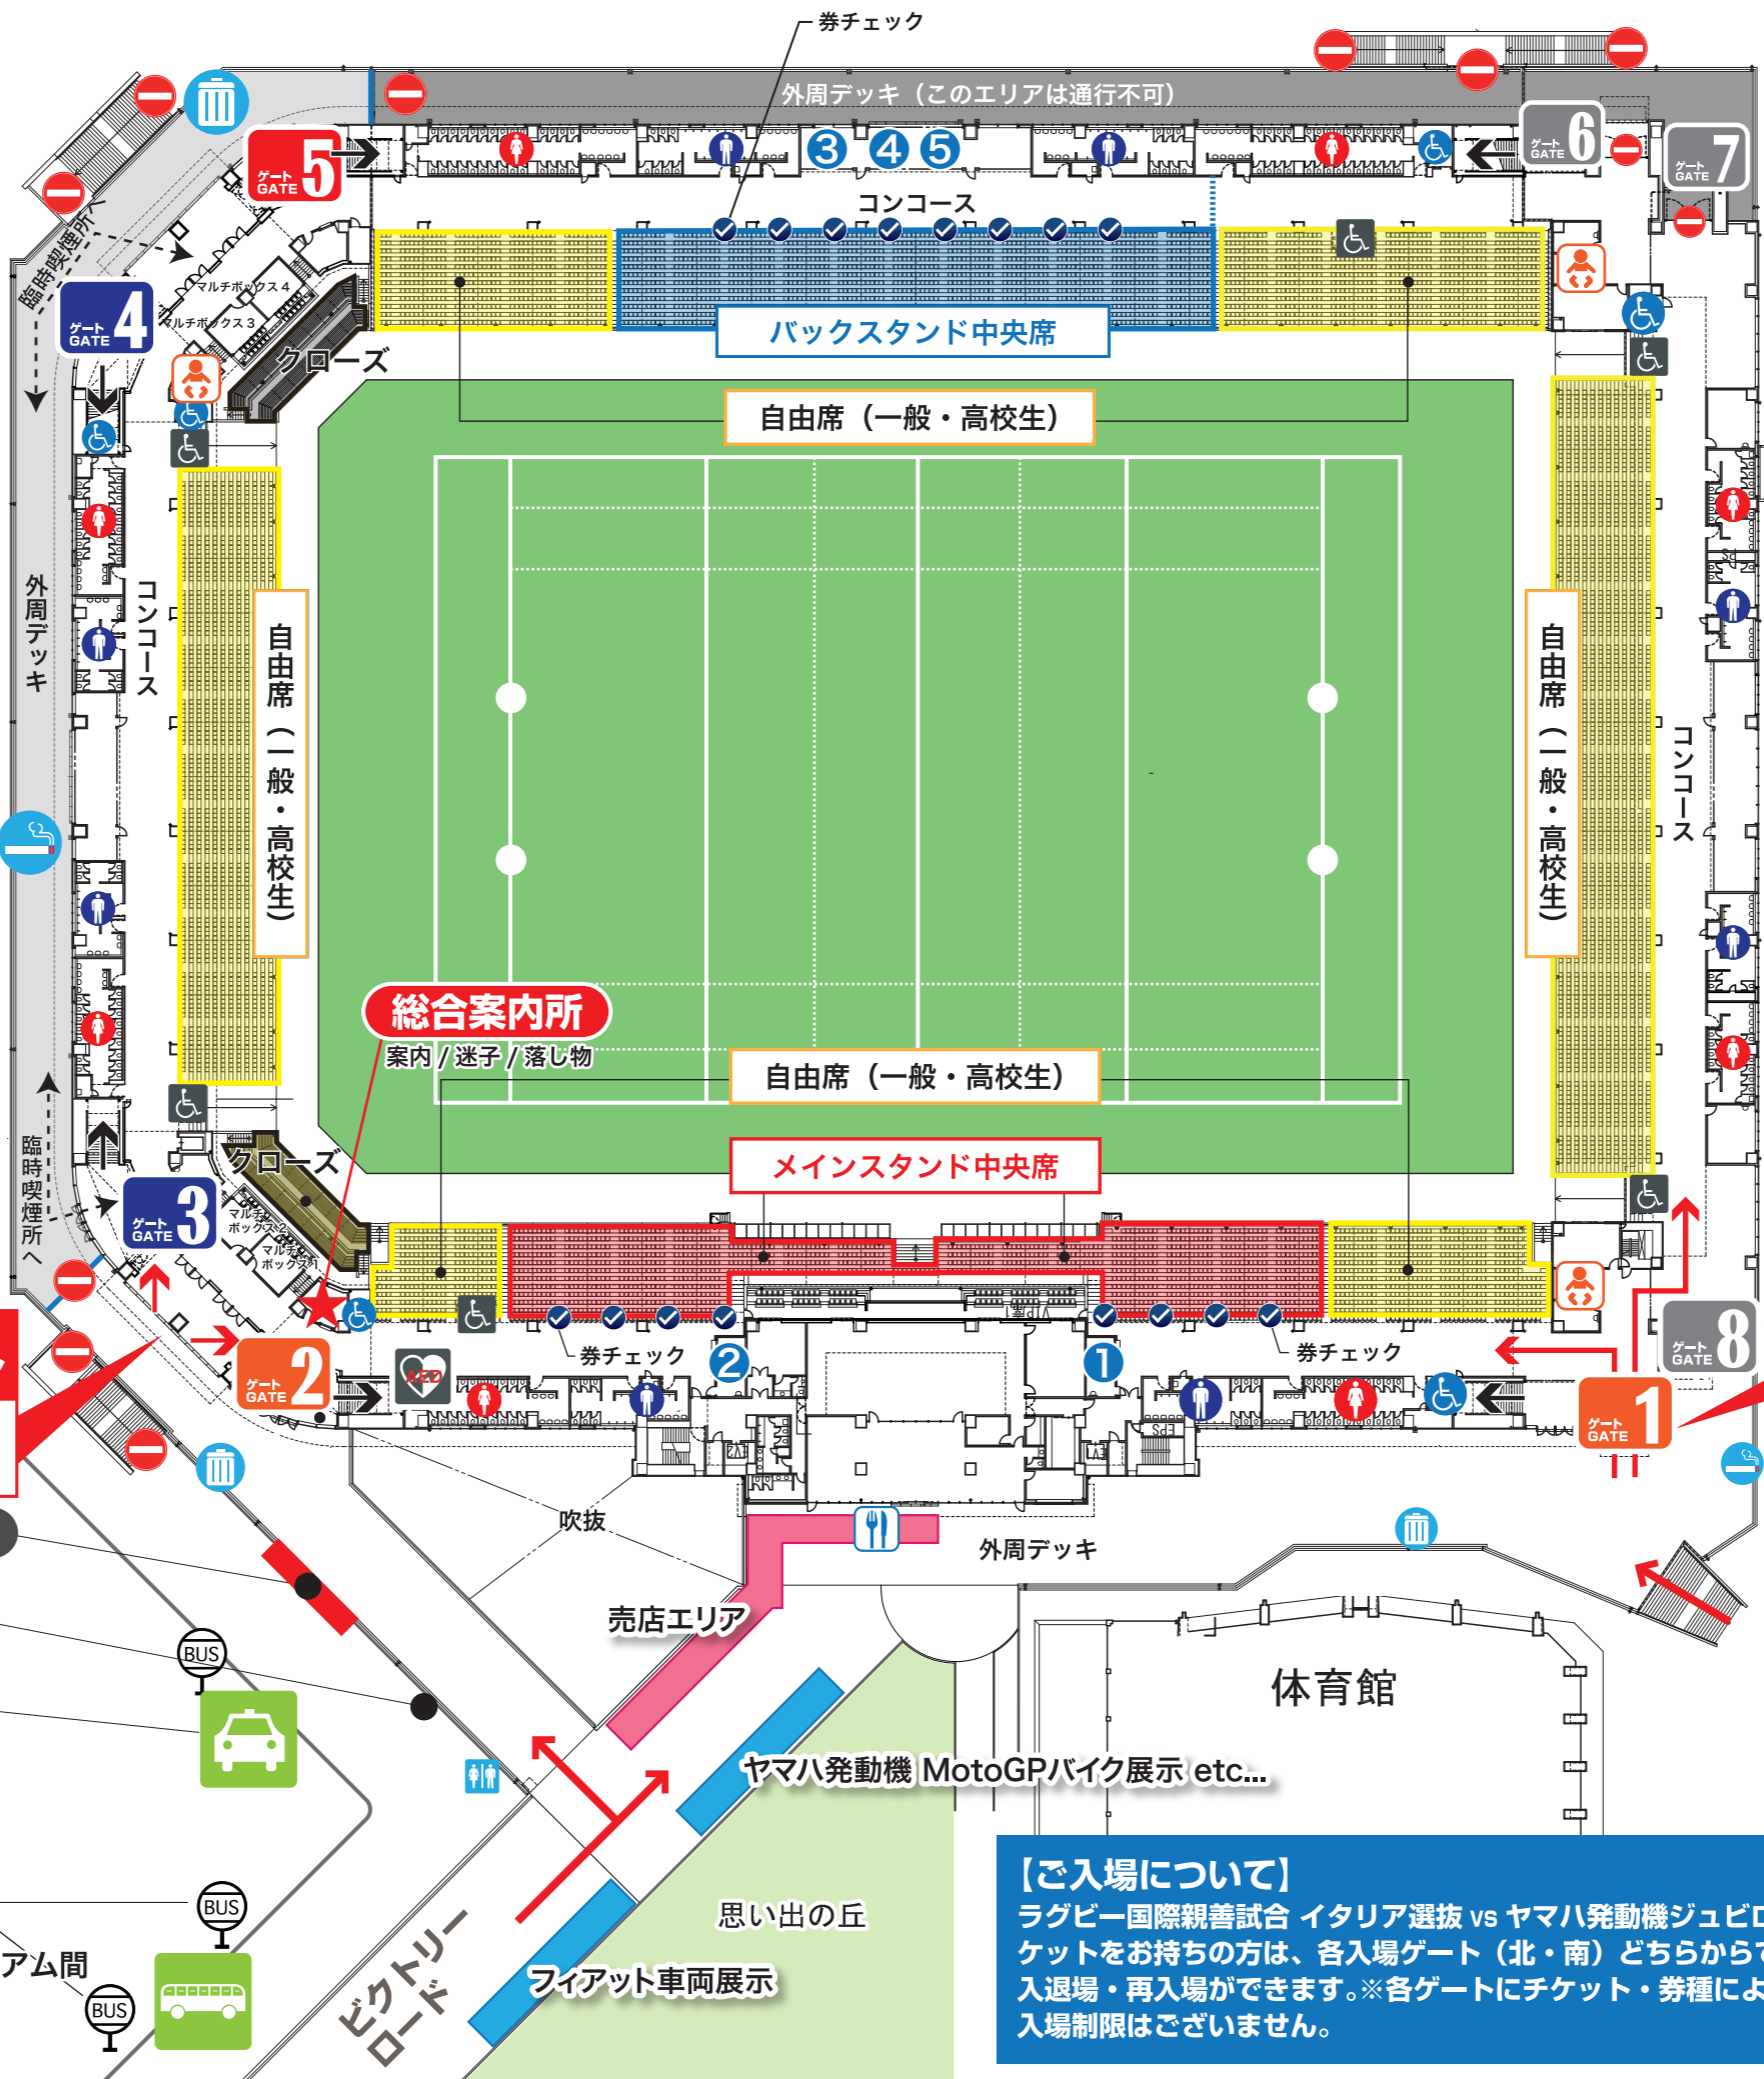 券チェック
外周デッキ（このエリアは通行不可）
ゲート
GATE 5
③ ④ ⑤
ゲート
GATE 6
ゲート
GATE 7
コンコース
臨時喫煙所へ
マルチボックス4
マルチボックス3
ゲート
GATE 4
クローズ
バックスタンド中央席
自由席（一般・高校生）
外周デッキ
コンコース
自由席（一般・高校生）
自由席（一般・高校生）
コンコース
PS
総合案内所
案内 / 迷子 / 落し物
自由席（一般・高校生）
メインスタンド中央席
臨時喫煙所へ
クローズ
ゲート
GATE 3
マルチ
ボックス2
マルチ
ボックス1
VIP室1
ゲート
GATE 8
券チェック
②
①
券チェック
ゲート
GATE 2
AED
ゲート
GATE 1
EV2
EV1
EPS
吹抜
外周デッキ
売店エリア
BUS
体育館
ヤマハ発動機 MotoGPバイク展示 etc...
BUS
思い出の丘
アム間
BUS
フィアット車両展示
ビクトリー
ロード
【ご入場について】
ラグビー国際親善試合 イタリア選抜 vs ヤマハ発動機ジュビロ
ケットをお持ちの方は、各入場ゲート（北・南）どちらからで
入退場・再入場ができます。※各ゲートにチケット・券種によ
入場制限はございません。